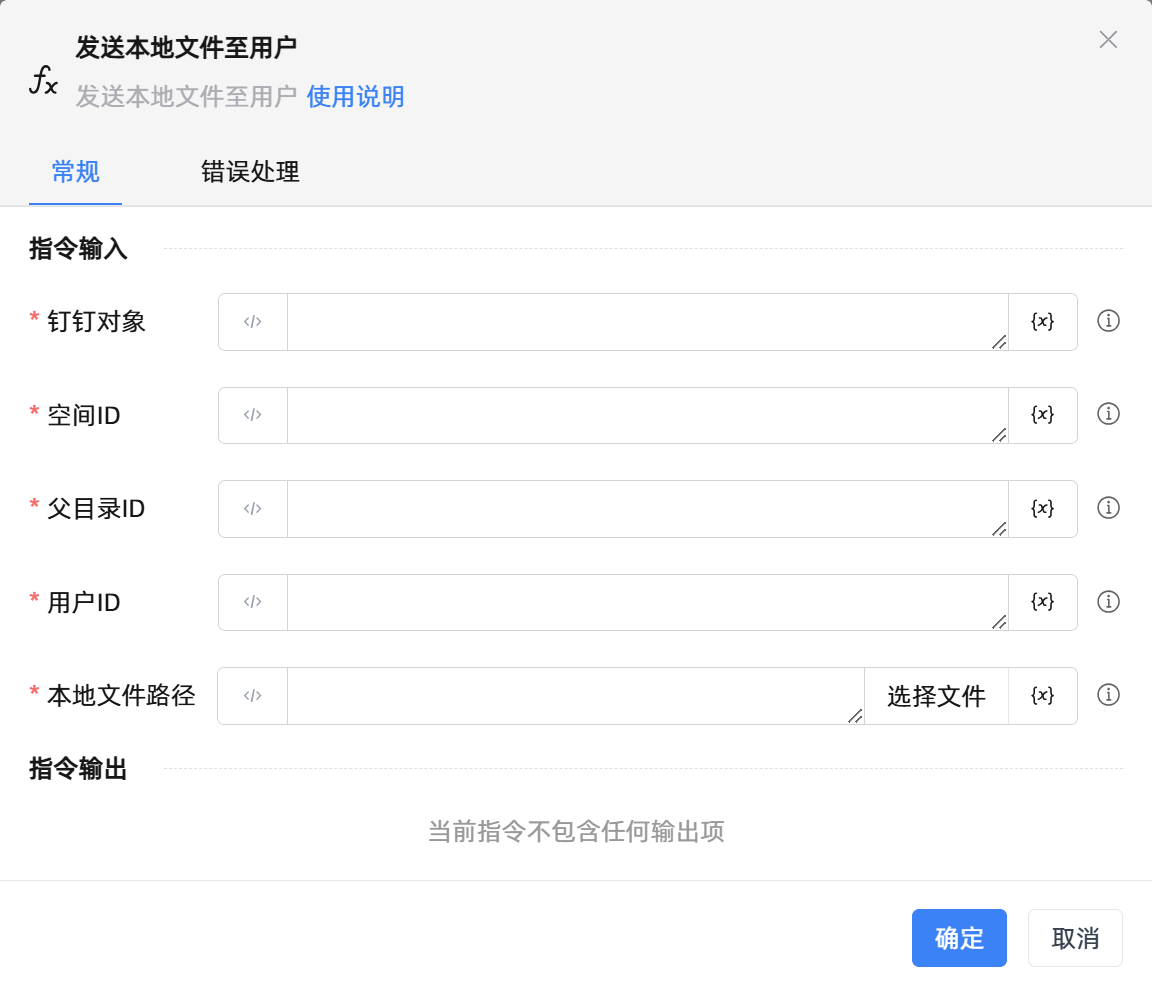 发送本地文件至用户
fx
发送本地文件至用户 使用说明
常规 错误处理
指令输入
* 钉钉对象 </> {x}
* 空间ID </> {x}
* 父目录ID </> {x}
* 用户ID </> {x}
* 本地文件路径 </> 选择文件 {x}
指令输出
当前指令不包含任何输出项
确定 取消